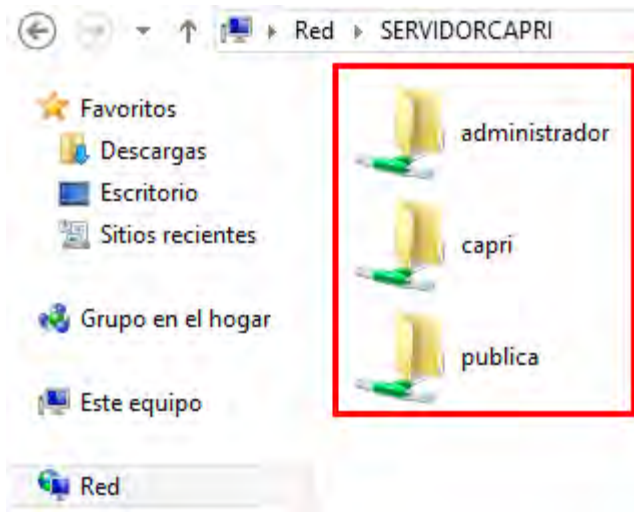 Red SERVIDORCAPRI
Favoritos
Descargas
Escritorio
Sitios recientes
Grupo en el hogar
Este equipo
Red
administrador
capri
publica